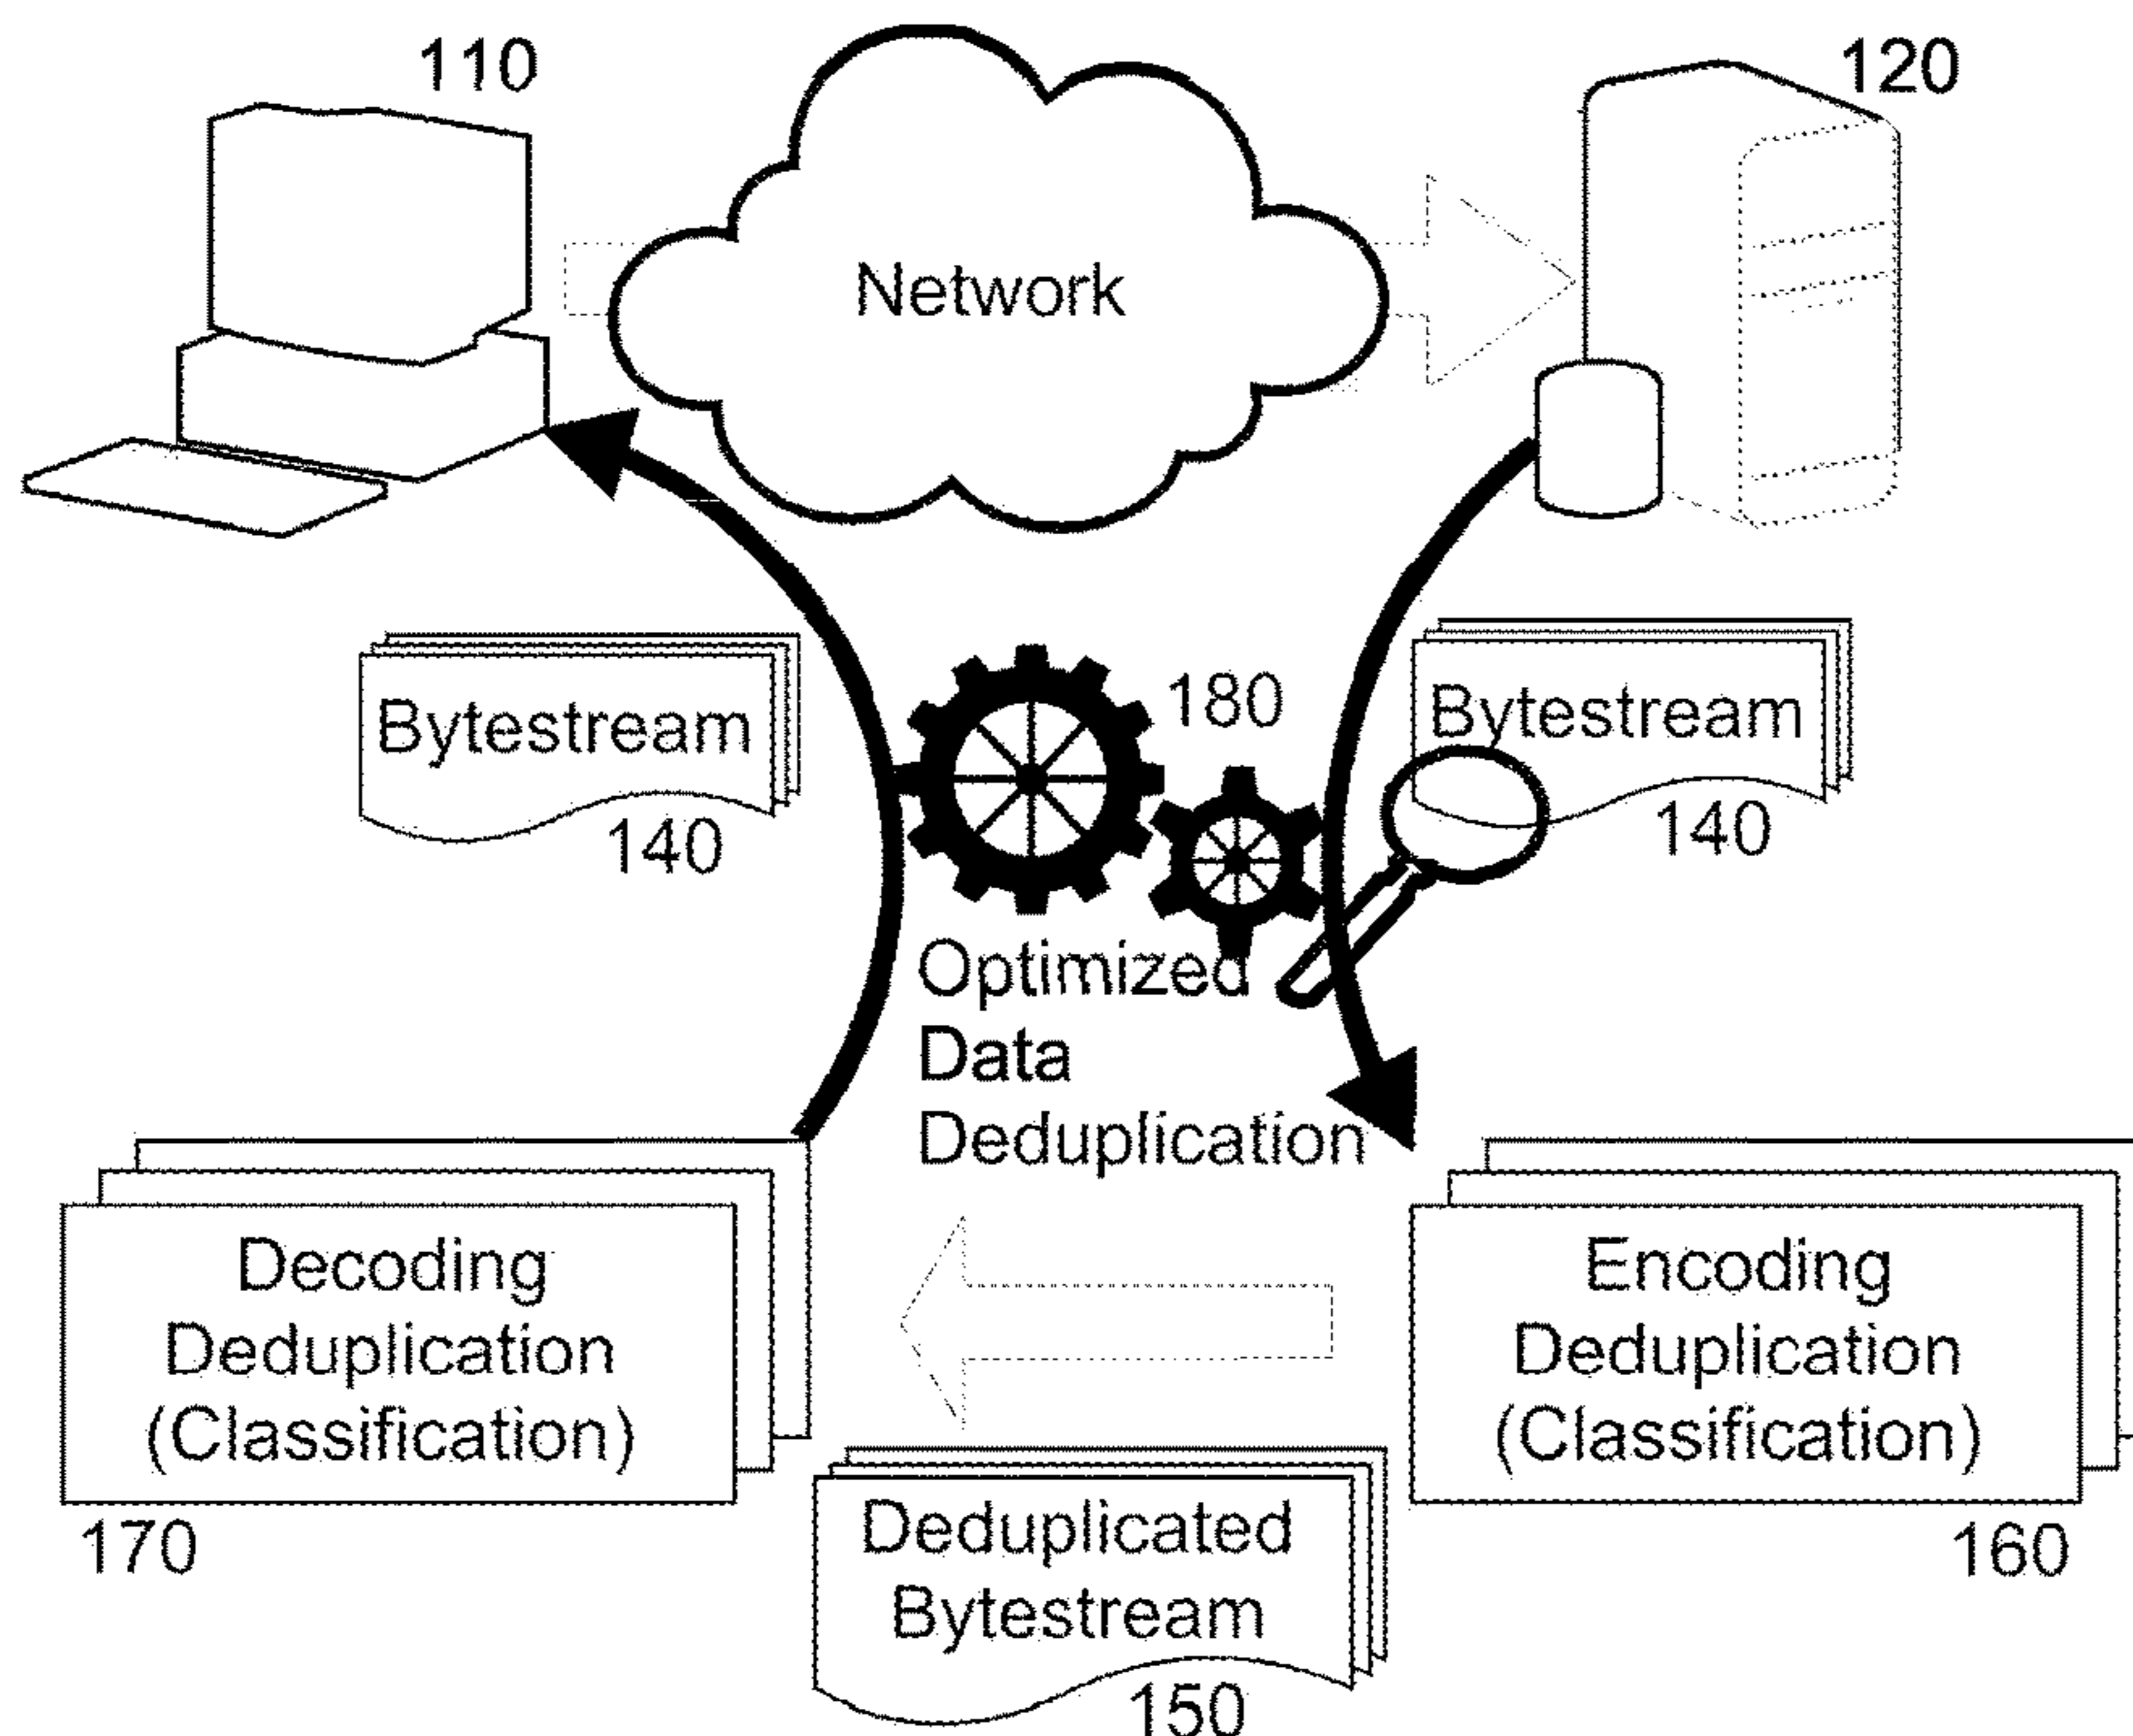 110
120
Network
180
Bytestream
140
Bytestream
140
Optimized
Data
Deduplication
Decoding
Deduplication
(Classification)
170
Encoding
Deduplication
(Classification)
160
Deduplicated
Bytestream
150